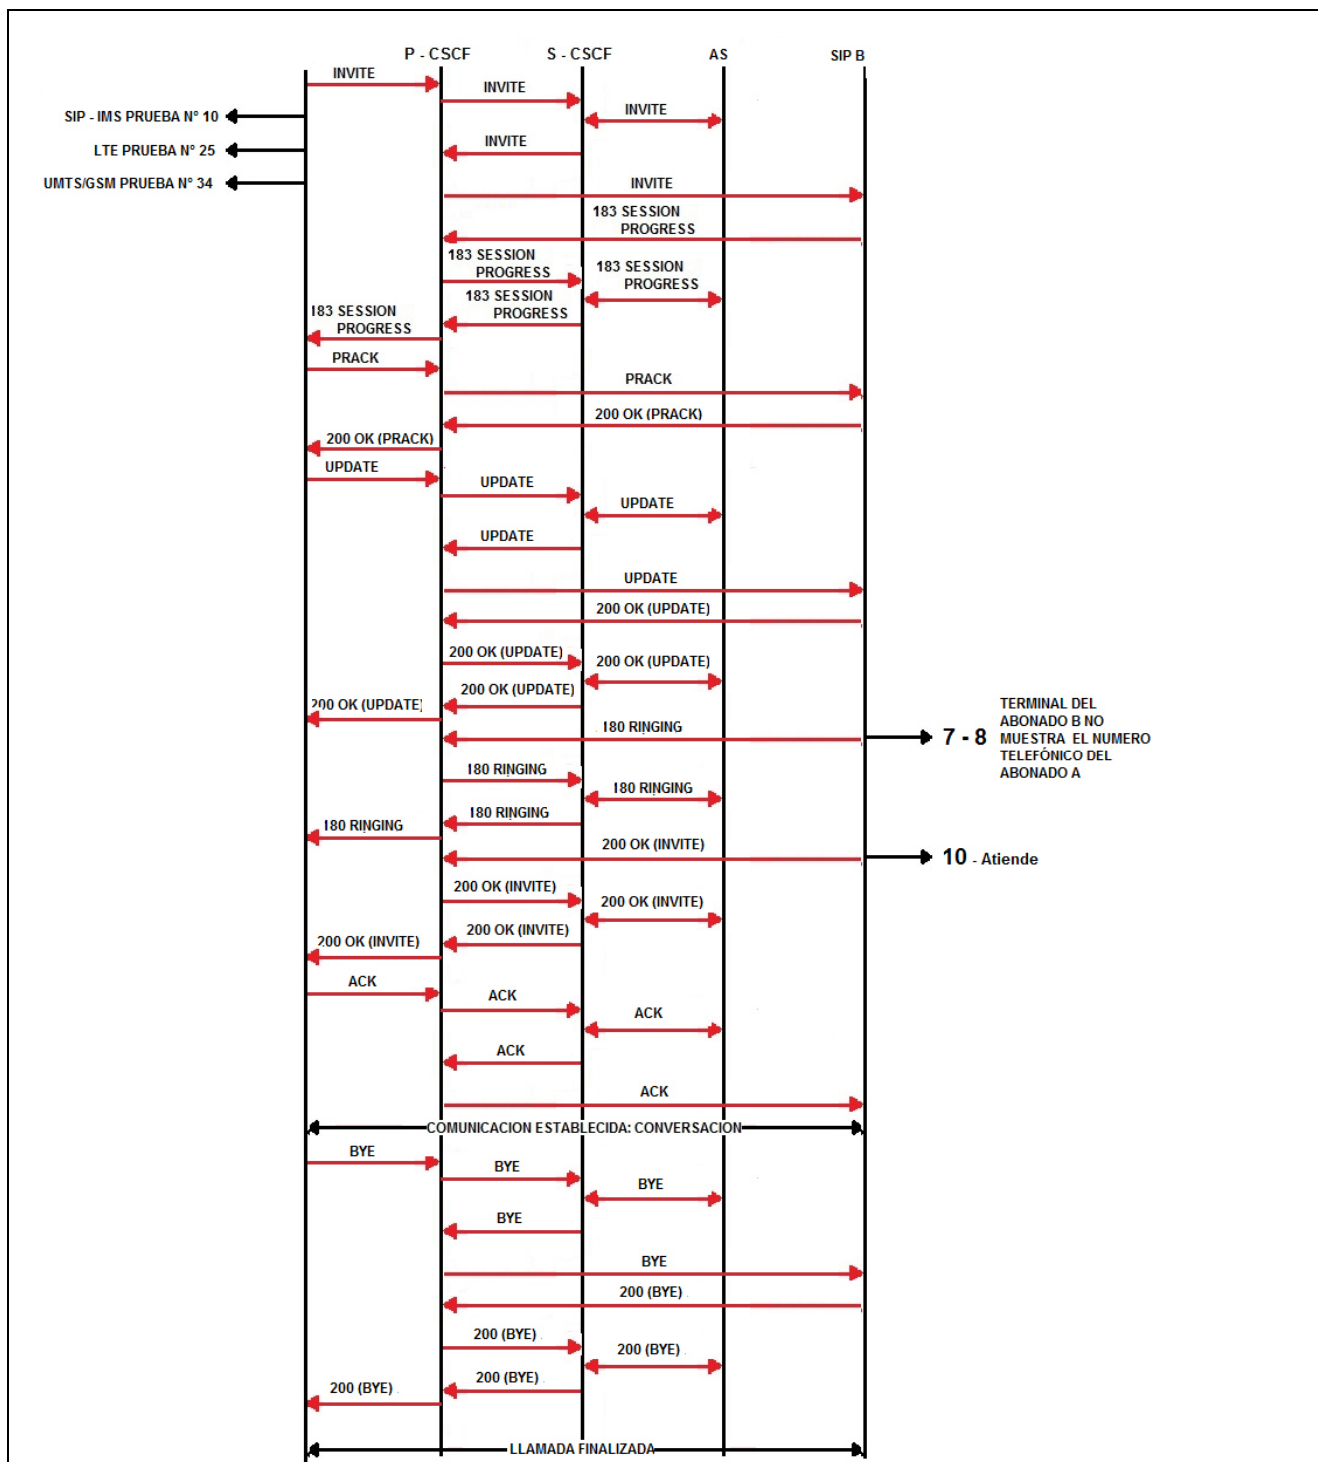 P - CSCF S - CSCF AS SIP B
INVITE
INVITE
INVITE
SIP - IMS PRUEBA N° 10
INVITE
LTE PRUEBA N° 25
UMTS/GSM PRUEBA N° 34
INVITE
183 SESSION
PROGRESS
183 SESSION
PROGRESS
183 SESSION
PROGRESS
183 SESSION
PROGRESS
183 SESSION
PROGRESS
PRACK
PRACK
200 OK (PRACK)
200 OK (PRACK)
UPDATE
UPDATE
UPDATE
UPDATE
UPDATE
200 OK (UPDATE)
200 OK (UPDATE)
200 OK (UPDATE)
200 OK (UPDATE)
200 OK (UPDATE)
180 RINGING
7 - 8
TERMINAL DEL
ABONADO B NO
MUESTRA EL NUMERO
TELEFÓNICO DEL
ABONADO A
180 RINGING
180 RINGING
180 RINGING
180 RINGING
200 OK (INVITE)
10 - Atiende
200 OK (INVITE)
200 OK (INVITE)
200 OK (INVITE)
200 OK (INVITE)
ACK
ACK
ACK
ACK
ACK
COMUNICACION ESTABLECIDA: CONVERSACION
BYE
BYE
BYE
BYE
BYE
200 (BYE)
200 (BYE)
200 (BYE)
200 (BYE)
200 (BYE)
LLAMADA FINALIZADA